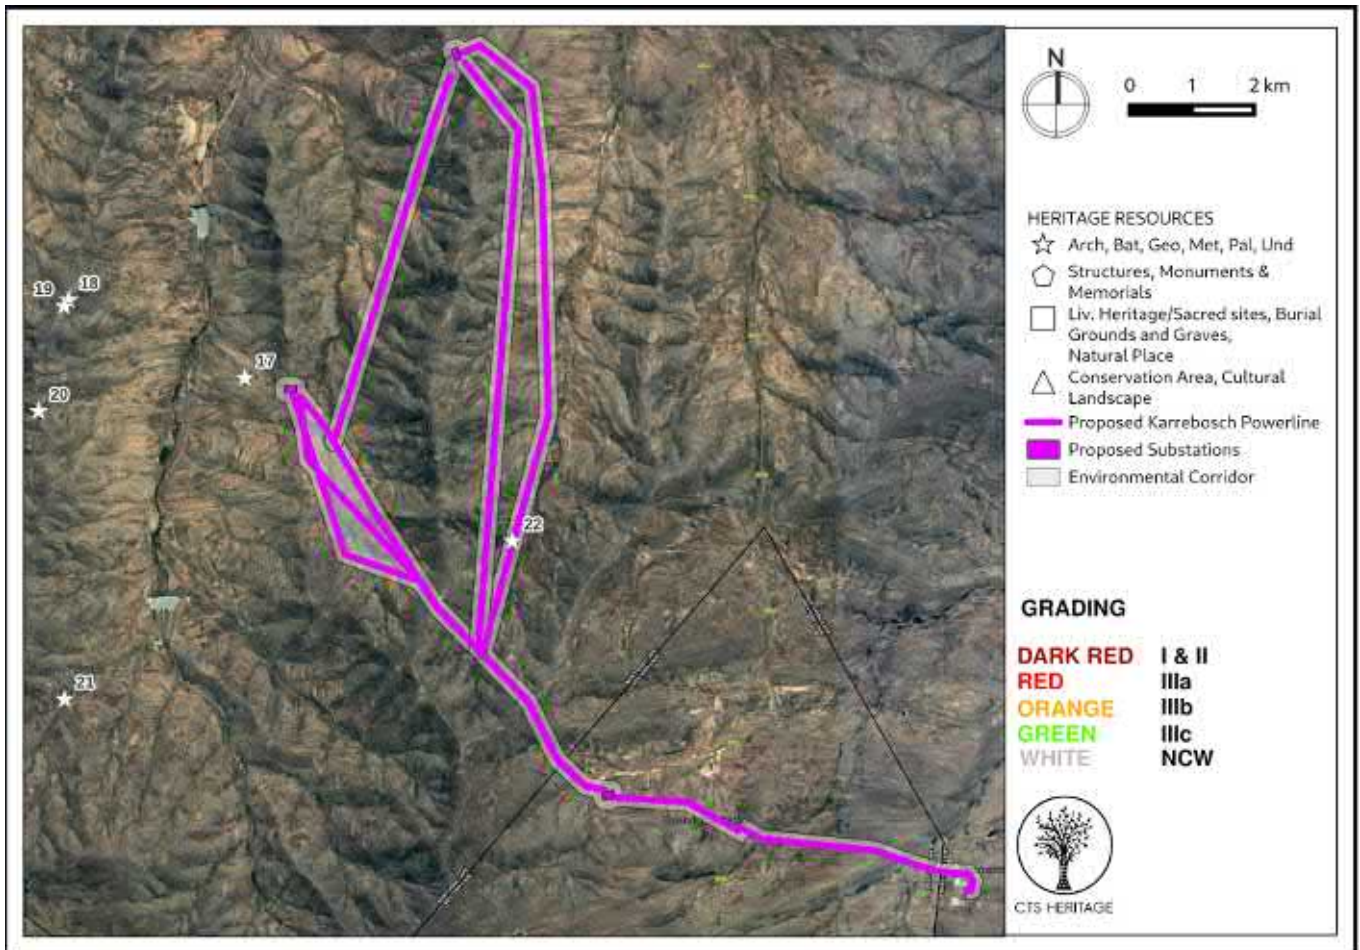 N
0 1 2 km
HERITAGE RESOURCES
Arch, Bat, Geo, Met, Pal, Und
Structures, Monuments &
Memorials
Liv. Heritage/Sacred sites, Burial
Grounds and Graves,
Natural Place
Conservation Area, Cultural
Landscape
Proposed Karrebosch Powerline
Proposed Substations
Environmental Corridor
GRADING
DARK RED I & II
RED IIIa
ORANGE IIIb
GREEN IIIc
WHITE NCW
CTS HERITAGE
19 18
17
20
22
21